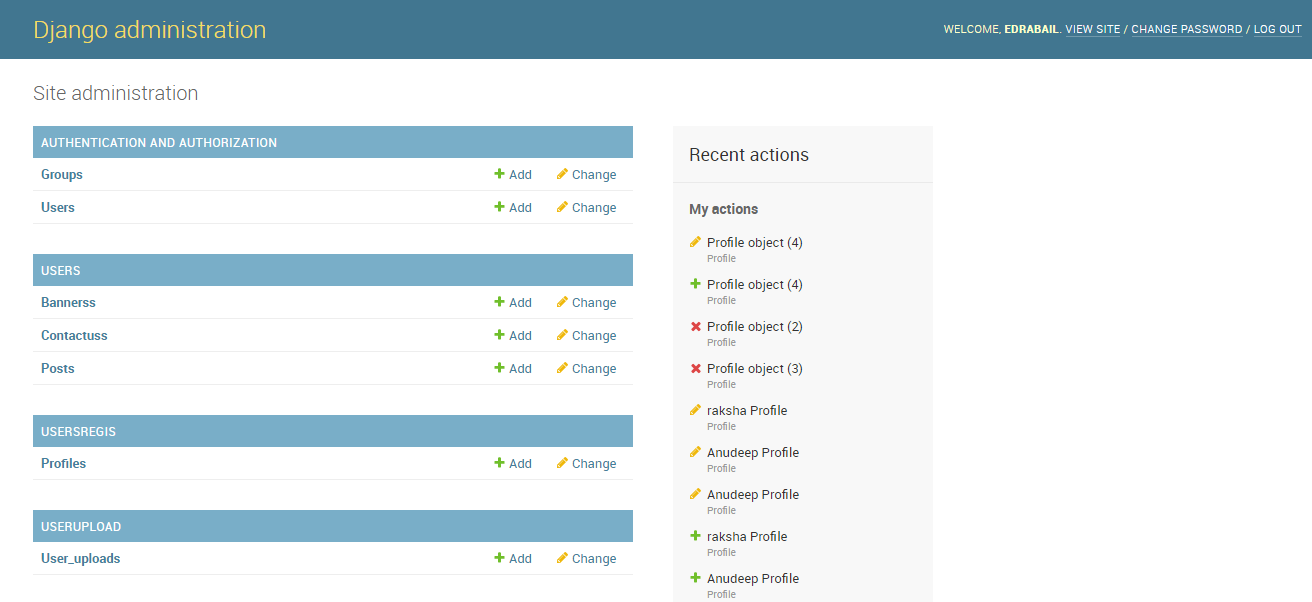 Django administration
WELCOME, EDRABAIL. VIEW SITE / CHANGE PASSWORD / LOG OUT
Site administration
AUTHENTICATION AND AUTHORIZATION
Groups Add Change
Users Add Change
USERS
Bannerss Add Change
Contactuss Add Change
Posts Add Change
USERSREGIS
Profiles Add Change
USERUPLOAD
User_uploads Add Change
Recent actions
My actions
Profile object (4)
Profile
Profile object (4)
Profile
Profile object (2)
Profile
Profile object (3)
Profile
raksha Profile
Profile
Anudeep Profile
Profile
Anudeep Profile
Profile
raksha Profile
Profile
Anudeep Profile
Profile